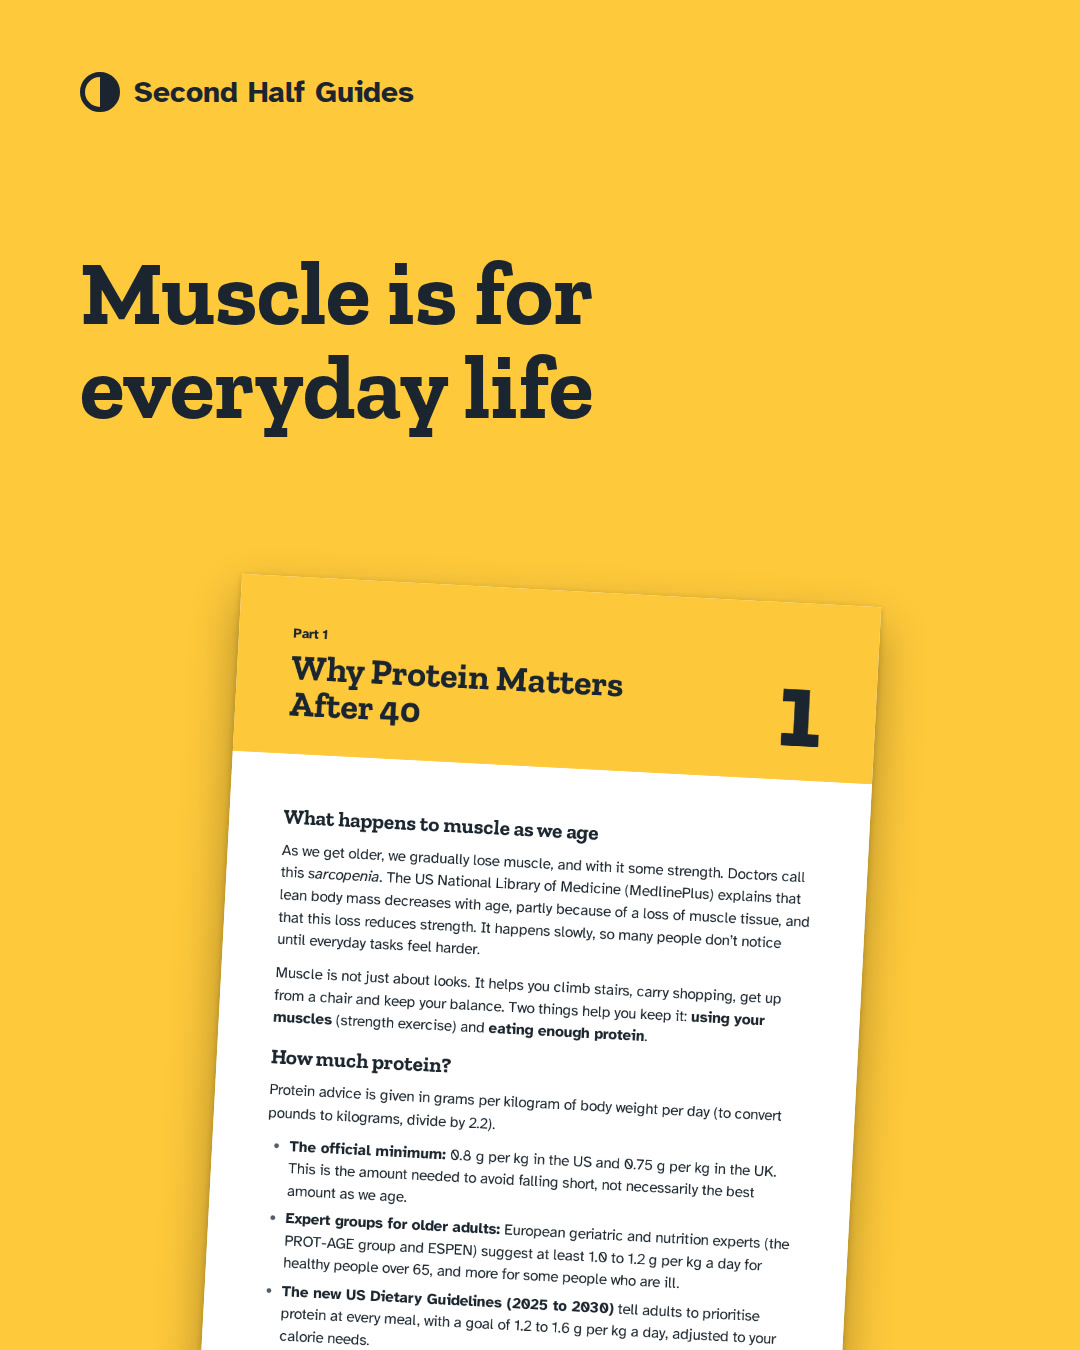 Second Half Guides
Muscle is for
everyday life
Part 1
Why Protein Matters
After 40
1
What happens to muscle as we age
As we get older, we gradually lose muscle, and with it some strength. Doctors call
this sarcopenia. The US National Library of Medicine (MedlinePlus) explains that
lean body mass decreases with age, partly because of a loss of muscle tissue, and
that this loss reduces strength. It happens slowly, so many people don’t notice
until everyday tasks feel harder.
Muscle is not just about looks. It helps you climb stairs, carry shopping, get up
from a chair and keep your balance. Two things help you keep it: using your
muscles (strength exercise) and eating enough protein.
How much protein?
Protein advice is given in grams per kilogram of body weight per day (to convert
pounds to kilograms, divide by 2.2).
• The official minimum: 0.8 g per kg in the US and 0.75 g per kg in the UK.
This is the amount needed to avoid falling short, not necessarily the best
amount as we age.
• Expert groups for older adults: European geriatric and nutrition experts (the
PROT-AGE group and ESPEN) suggest at least 1.0 to 1.2 g per kg a day for
healthy people over 65, and more for some people who are ill.
• The new US Dietary Guidelines (2025 to 2030) tell adults to prioritise
protein at every meal, with a goal of 1.2 to 1.6 g per kg a day, adjusted to your
calorie needs.